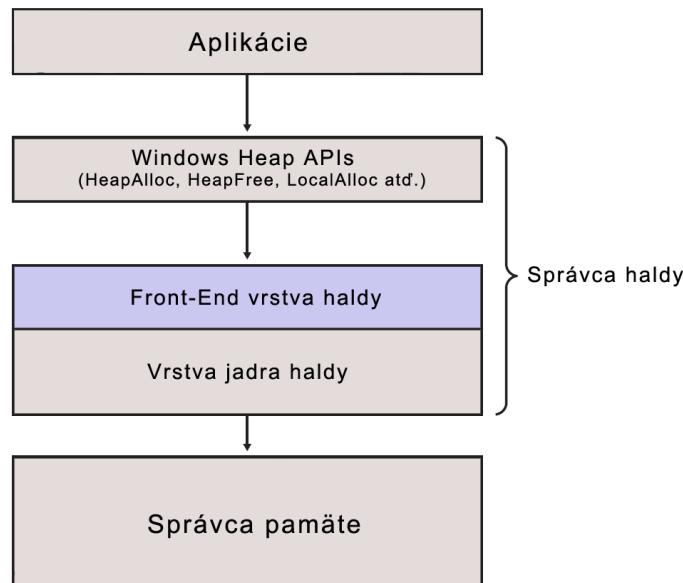 Aplikácie
Windows Heap APIs
(HeapAlloc, HeapFree, LocalAlloc atď.)
Front-End vrstva haldy
Správca haldy
Vrstva jadra haldy
Správca pamäte